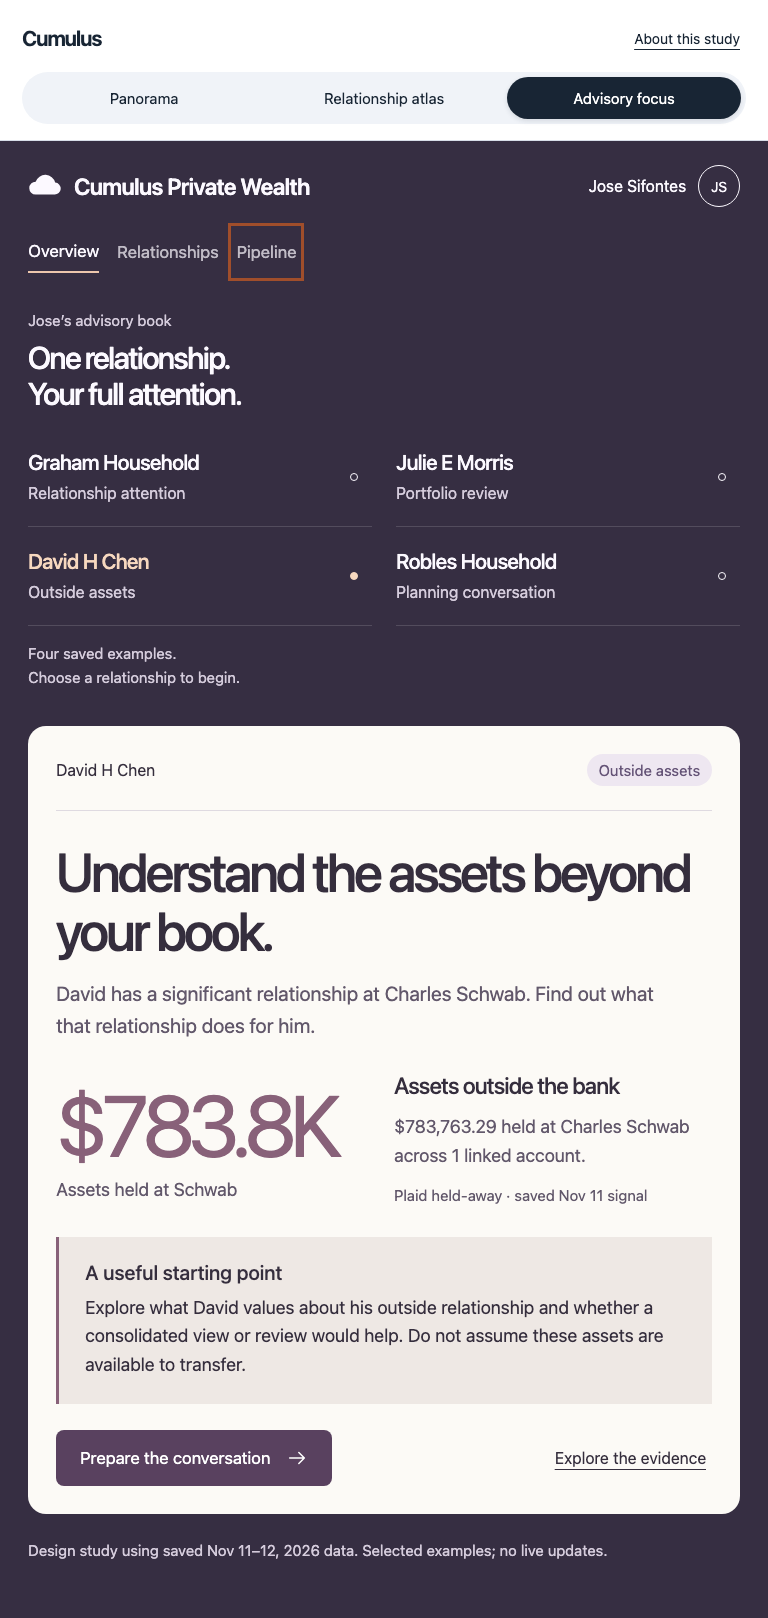 Cumulus
About this study
Panorama
Relationship atlas
Advisory focus
Cumulus Private Wealth
Jose Sifontes
JS
Overview
Relationships
Pipeline
Jose’s advisory book
One relationship.
Your full attention.
Graham Household
Relationship attention
Julie E Morris
Portfolio review
David H Chen
Outside assets
Robles Household
Planning conversation
Four saved examples.
Choose a relationship to begin.
David H Chen
Outside assets
Understand the assets beyond
your book.
David has a significant relationship at Charles Schwab. Find out what
that relationship does for him.
$783.8K
Assets held at Schwab
Assets outside the bank
$783,763.29 held at Charles Schwab
across 1 linked account.
Plaid held-away · saved Nov 11 signal
A useful starting point
Explore what David values about his outside relationship and whether a
consolidated view or review would help. Do not assume these assets are
available to transfer.
Prepare the conversation →
Explore the evidence
Design study using saved Nov 11–12, 2026 data. Selected examples; no live updates.